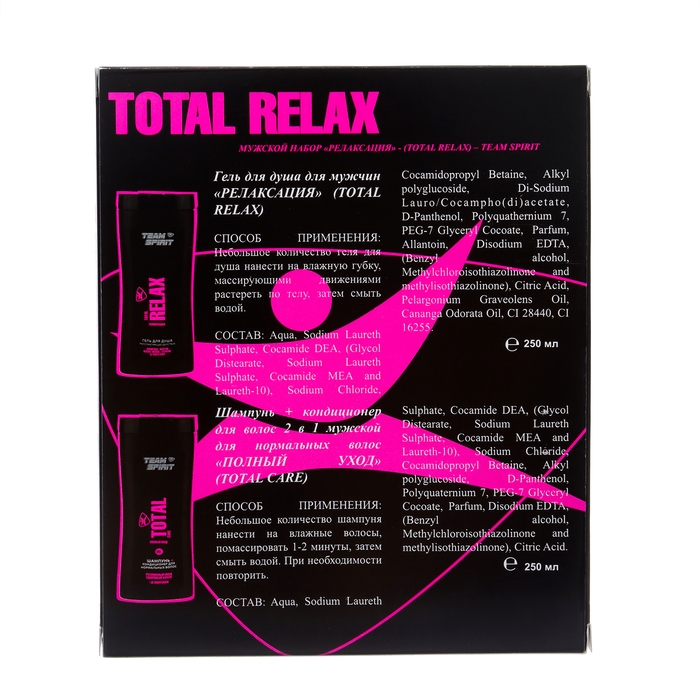 TOTAL RELAX
МУЖСКОЙ НАБОР «РЕЛАКСАЦИЯ» - (TOTAL RELAX) – TEAM SPIRIT
Гель для душа для мужчин
«РЕЛАКСАЦИЯ» (TOTAL
RELAX)
СПОСОБ ПРИМЕНЕНИЯ:
Небольшое количество геля для
душа нанести на влажную губку,
массирующими движениями
растереть по телу, затем смыть
водой.
СОСТАВ: Aqua, Sodium Laureth
Sulphate, Cocamide DEA, (Glycol
Distearate, Sodium Laureth
Sulphate, Cocamide MEA and
Laureth-10), Sodium Chloride,
Cocamidopropyl Betaine, Alkyl
polyglucoside, Di-Sodium
Lauro/Cocampho(di)acetate,
D-Panthenol, Polyquaternium 7,
PEG-7 Glyceryl Cocoate, Parfum,
Allantoin, Disodium EDTA,
(Benzyl alcohol,
Methylchloroisothiazolinone and
methylisothiazolinone), Citric Acid,
Pelargonium Graveolens Oil,
Cananga Odorata Oil, CI 28440, CI
16255.
℮ 250 мл
TEAM
SPIRIT
TOTAL
RELAX
ГЕЛЬ ДЛЯ ДУША
Шампунь + кондиционер
для волос 2 в 1 мужской
для нормальных волос
«ПОЛНЫЙ УХОД»
(TOTAL CARE)
СПОСОБ ПРИМЕНЕНИЯ:
Небольшое количество шампуня
нанести на влажные волосы,
помассировать 1-2 минуты, затем
смыть водой. При необходимости
повторить.
СОСТАВ: Aqua, Sodium Laureth
Sulphate, Cocamide DEA, (Glycol
Distearate, Sodium Laureth
Sulphate, Cocamide MEA and
Laureth-10), Sodium Chloride,
Cocamidopropyl Betaine, Alkyl
polyglucoside, D-Panthenol,
Polyquaternium 7, PEG-7 Glyceryl
Cocoate, Parfum, Disodium EDTA,
(Benzyl alcohol,
Methylchloroisothiazolinone and
methylisothiazolinone), Citric Acid.
℮ 250 мл
TEAM
SPIRIT
TOTAL
ШАМПУНЬ +
КОНДИЦИОНЕР ДЛЯ
НОРМАЛЬНЫХ ВОЛОС